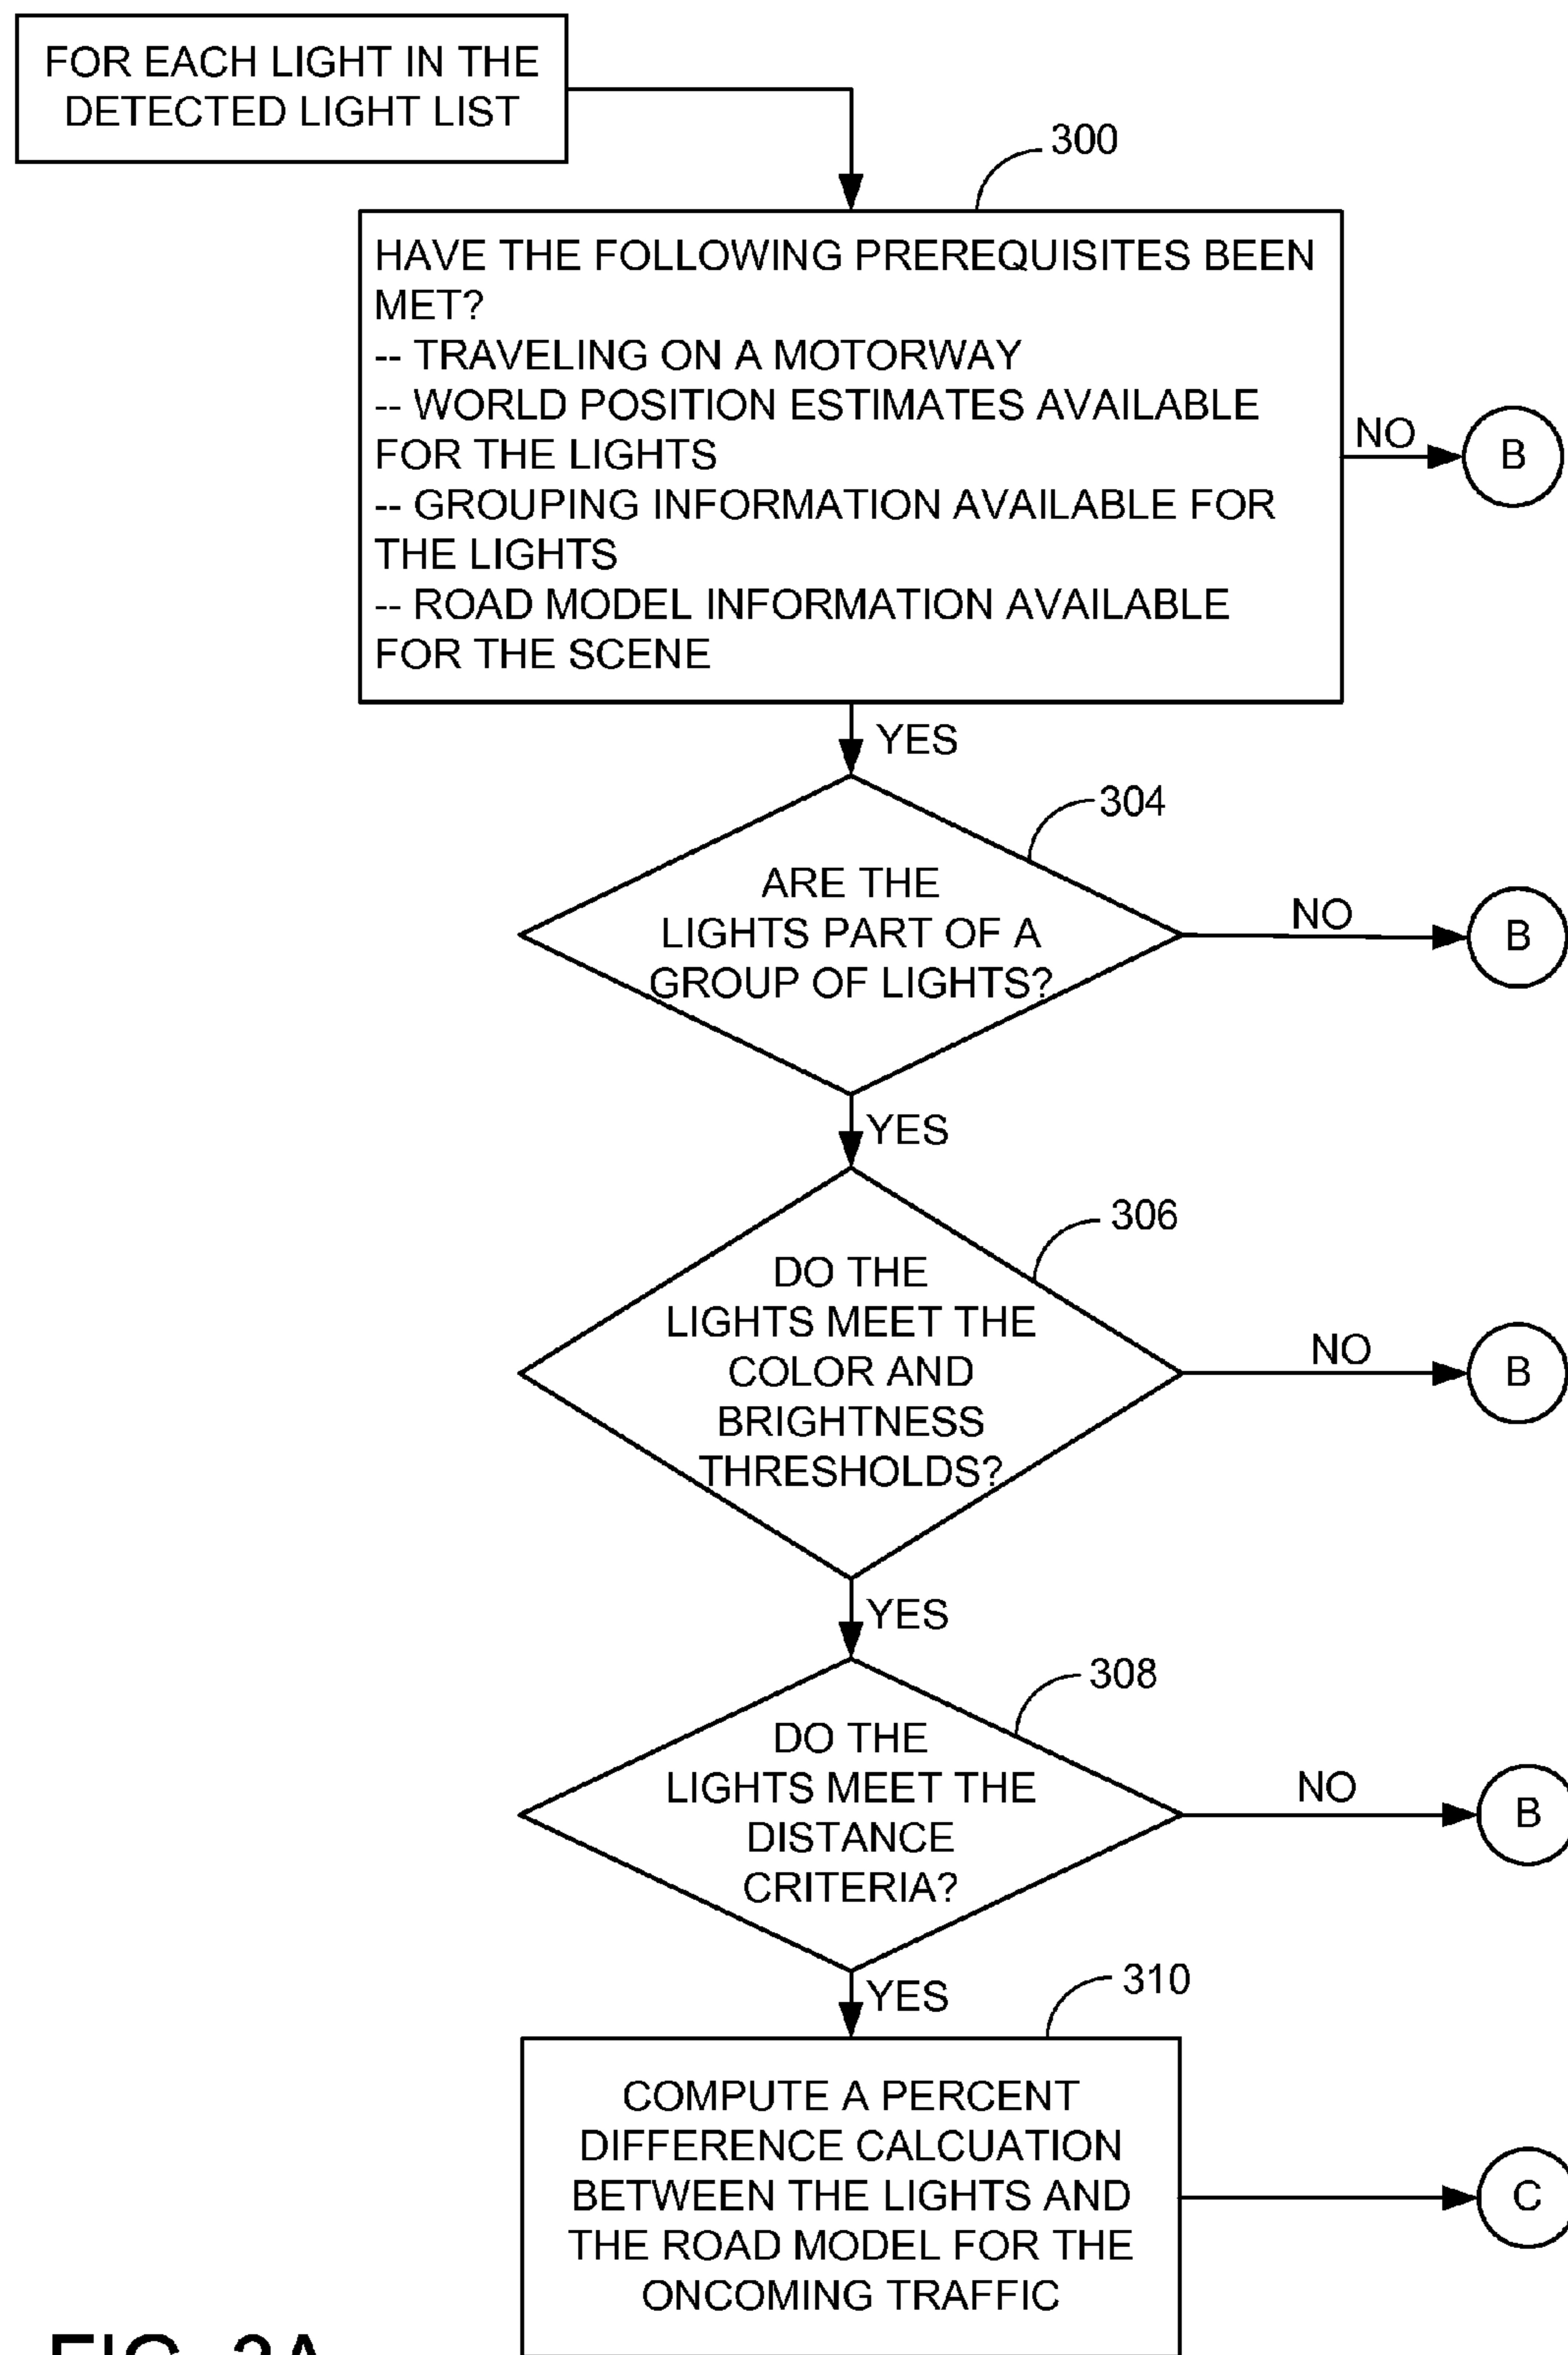 FOR EACH LIGHT IN THE
DETECTED LIGHT LIST
300
HAVE THE FOLLOWING PREREQUISITES BEEN
MET?
-- TRAVELING ON A MOTORWAY
-- WORLD POSITION ESTIMATES AVAILABLE
FOR THE LIGHTS
-- GROUPING INFORMATION AVAILABLE FOR
THE LIGHTS
-- ROAD MODEL INFORMATION AVAILABLE
FOR THE SCENE
NO
B
YES
304
ARE THE
LIGHTS PART OF A
GROUP OF LIGHTS?
NO
B
YES
306
DO THE
LIGHTS MEET THE
COLOR AND
BRIGHTNESS
THRESHOLDS?
NO
B
YES
308
DO THE
LIGHTS MEET THE
DISTANCE
CRITERIA?
NO
B
YES
310
COMPUTE A PERCENT
DIFFERENCE CALCUATION
BETWEEN THE LIGHTS AND
THE ROAD MODEL FOR THE
ONCOMING TRAFFIC
C
FIG. 3A